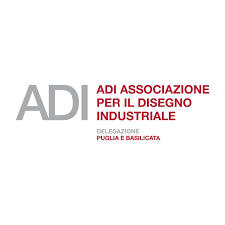 ADI
ADI ASSOCIAZIONE
PER IL DISEGNO
INDUSTRIALE
DELEGAZIONE
PUGLIA E BASILICATA